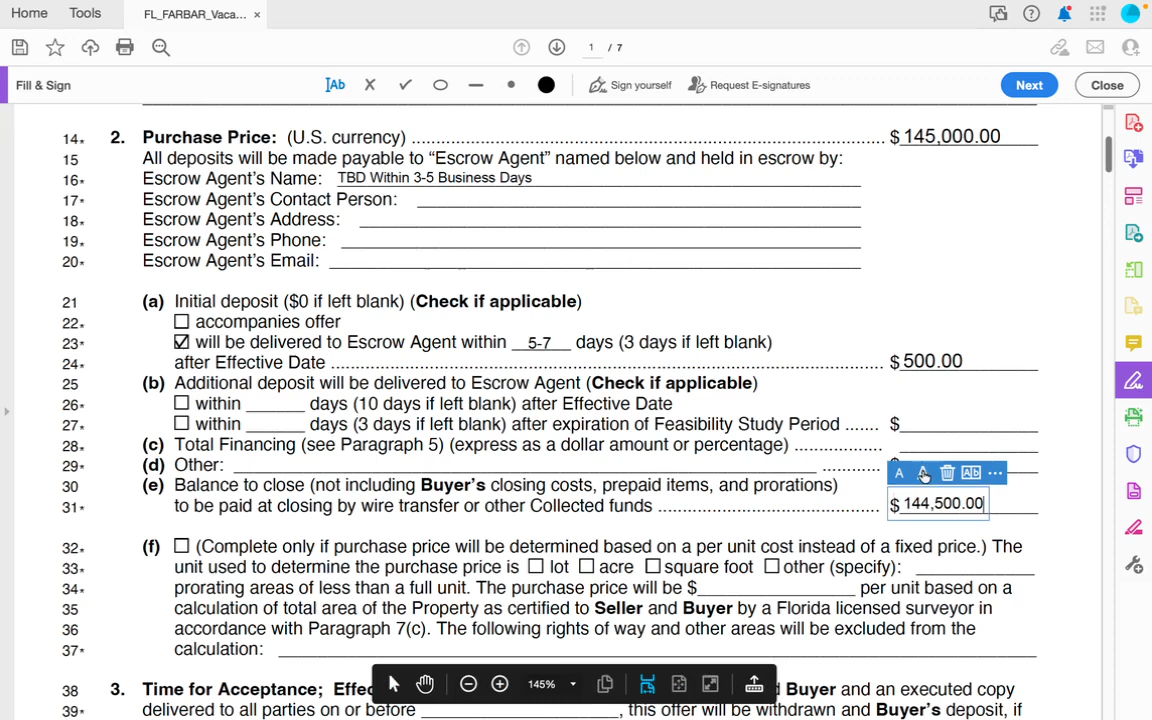 Home Tools FL_FARBAR_Vaca... ×
1 / 7
Fill & Sign Ab Sign yourself Request E-signatures Next Close
14* 2. Purchase Price: (U.S. currency) .......... $ 145,000.00
15 All deposits will be made payable to “Escrow Agent” named below and held in escrow by:
16* Escrow Agent's Name: TBD Within 3-5 Business Days
17* Escrow Agent's Contact Person:
18* Escrow Agent's Address:
19* Escrow Agent's Phone:
20* Escrow Agent's Email:
21 (a) Initial deposit ($0 if left blank) (Check if applicable)
22* ☐ accompanies offer
23* ☑ will be delivered to Escrow Agent within 5-7 days (3 days if left blank)
24* after Effective Date .......... $ 500.00
25 (b) Additional deposit will be delivered to Escrow Agent (Check if applicable)
26* ☐ within ______ days (10 days if left blank) after Effective Date
27* ☐ within ______ days (3 days if left blank) after expiration of Feasibility Study Period ....... $
28* (c) Total Financing (see Paragraph 5) (express as a dollar amount or percentage) ..........
29* (d) Other: ______ ..........
A A Ab ...
30 (e) Balance to close (not including Buyer's closing costs, prepaid items, and prorations)
31* to be paid at closing by wire transfer or other Collected funds .......... $ 144,500.00
32* (f) ☐ (Complete only if purchase price will be determined based on a per unit cost instead of a fixed price.) The
33* unit used to determine the purchase price is ☐ lot ☐ acre ☐ square foot ☐ other (specify): ______
34* prorating areas of less than a full unit. The purchase price will be $______ per unit based on a
35 calculation of total area of the Property as certified to Seller and Buyer by a Florida licensed surveyor in
36 accordance with Paragraph 7(c). The following rights of way and other areas will be excluded from the
37* calculation:
145%
38 3. Time for Acceptance; Buyer and an executed copy
39* delivered to all parties on or before ______, this offer will be withdrawn and Buyer's deposit, if